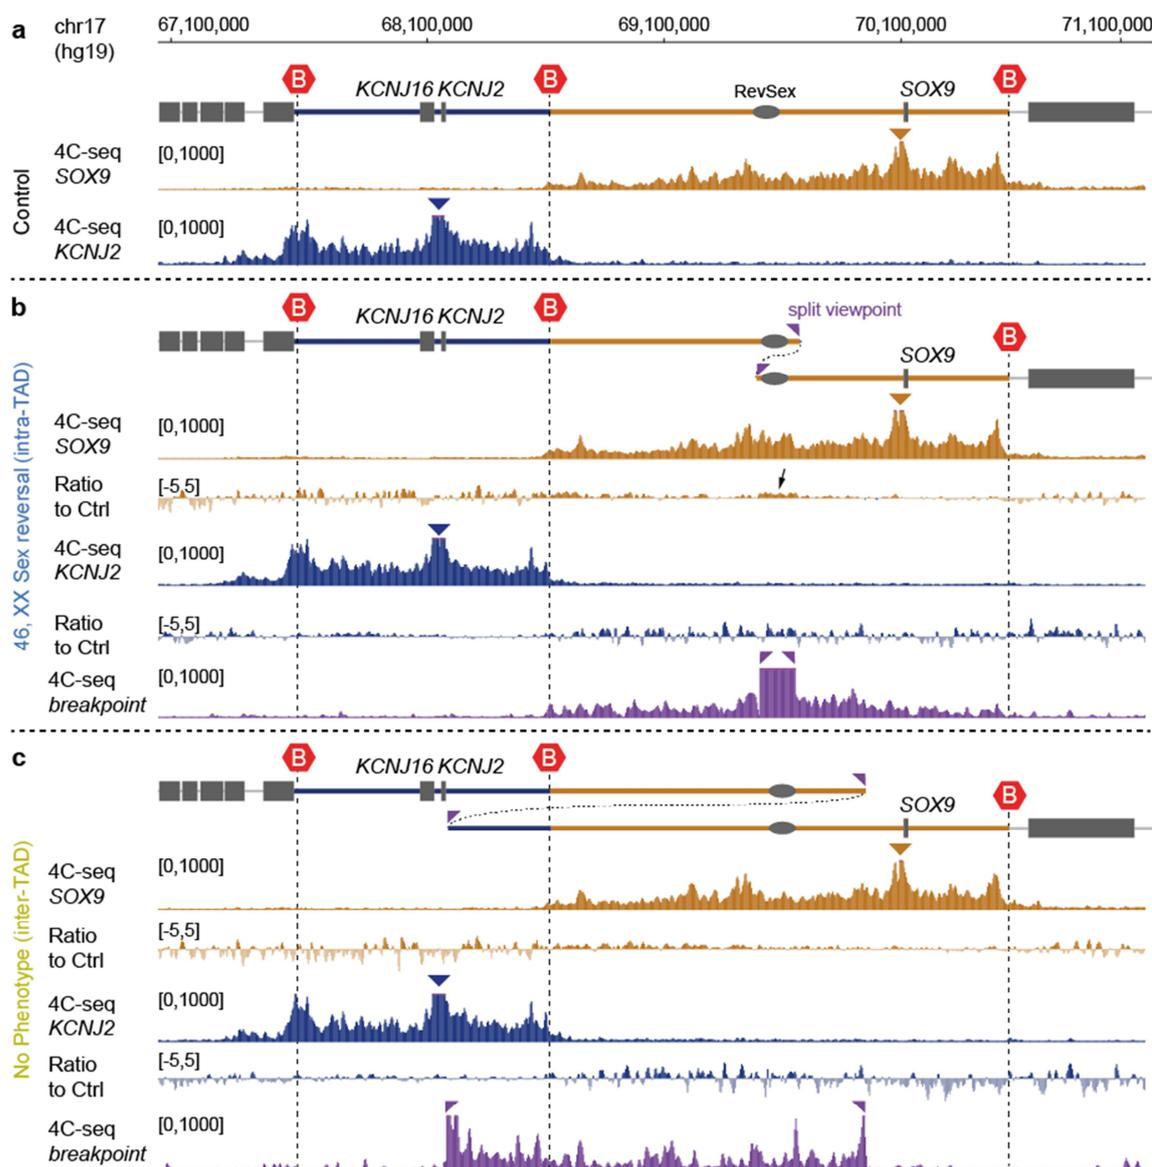 a
chr17
(hg19)
67,100,000 68,100,000 69,100,000 70,100,000 71,100,000
B B B
KCNJ16 KCNJ2 RevSex SOX9
Control
4C-seq
SOX9
[0,1000]
4C-seq
KCNJ2
[0,1000]
b
46, XX Sex reversal (intra-TAD)
B B B
KCNJ16 KCNJ2
split viewpoint
SOX9
4C-seq
SOX9
[0,1000]
Ratio
to Ctrl
[-5,5]
4C-seq
KCNJ2
[0,1000]
Ratio
to Ctrl
[-5,5]
4C-seq
breakpoint
[0,1000]
c
No Phenotype (inter-TAD)
B B B
KCNJ16 KCNJ2
SOX9
4C-seq
SOX9
[0,1000]
Ratio
to Ctrl
[-5,5]
4C-seq
KCNJ2
[0,1000]
Ratio
to Ctrl
[-5,5]
4C-seq
breakpoint
[0,1000]